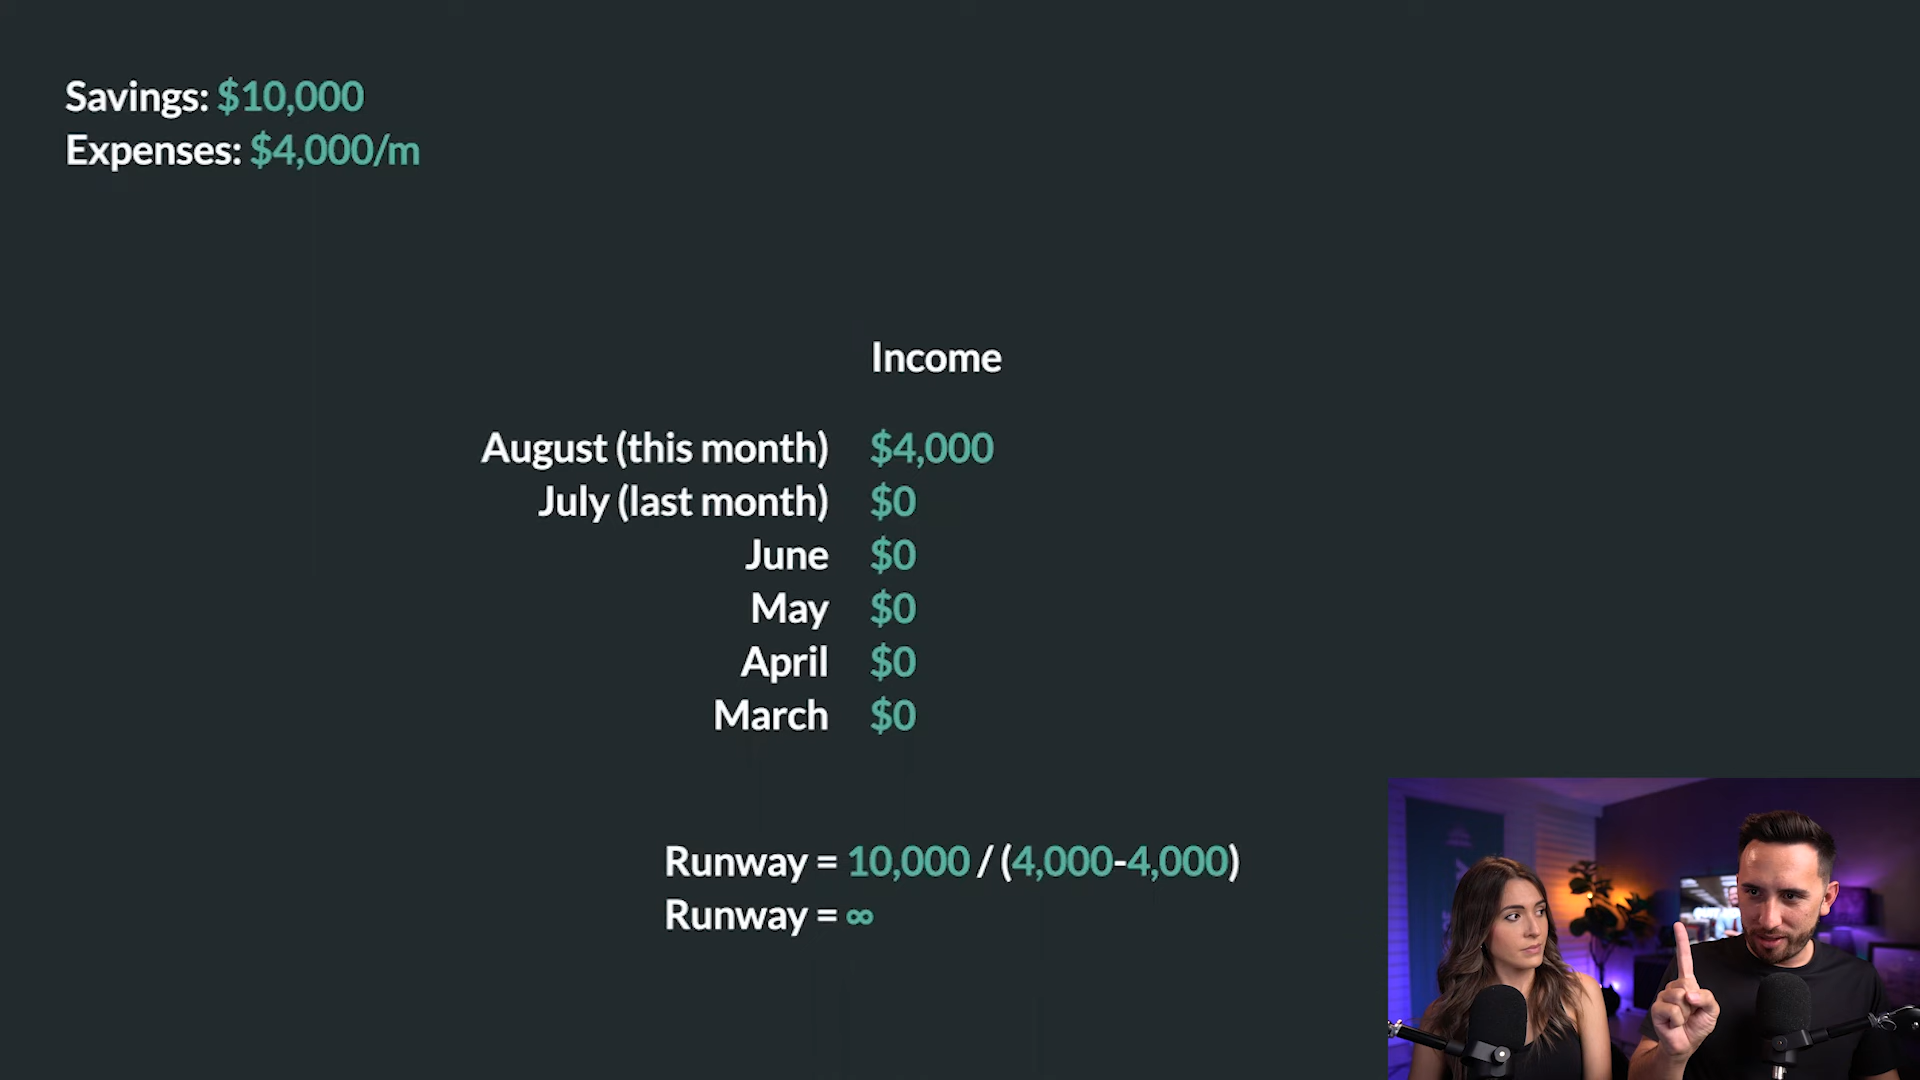 Savings: $10,000
Expenses: $4,000/m
Income
August (this month) $4,000
July (last month) $0
June $0
May $0
April $0
March $0
Runway = 10,000 / (4,000-4,000)
Runway = ∞